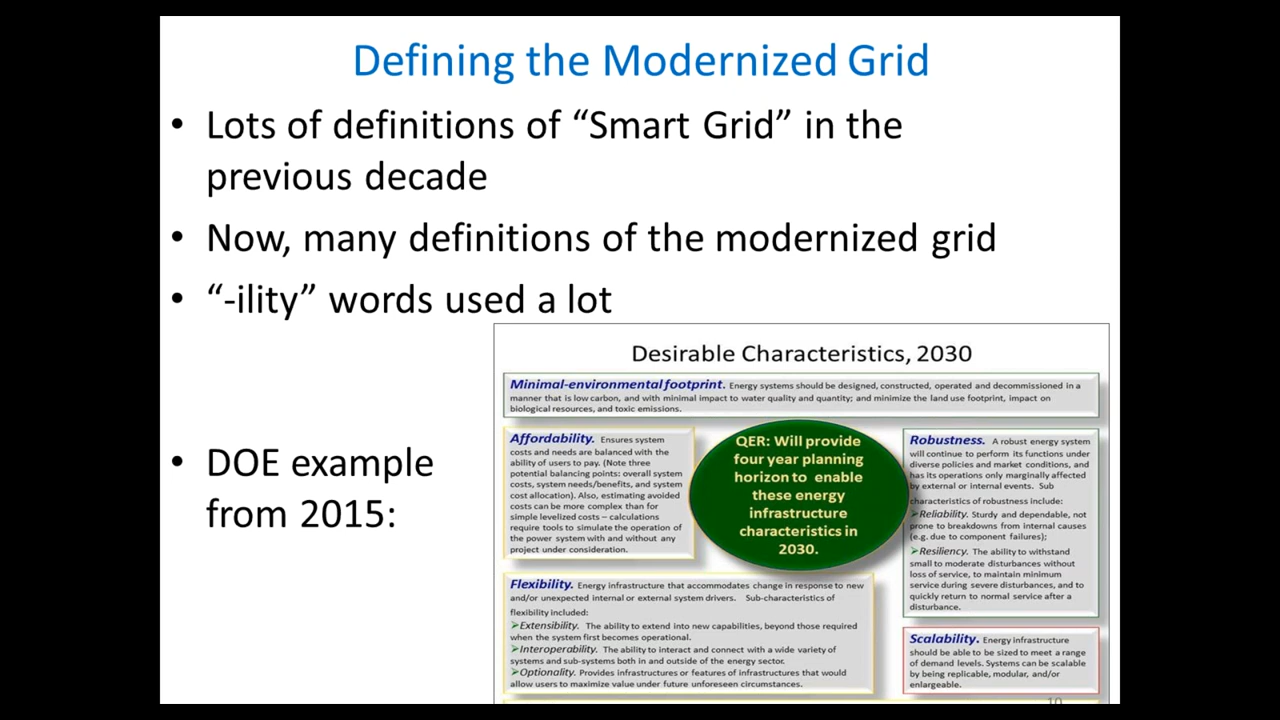 Defining the Modernized Grid
• Lots of definitions of “Smart Grid” in the
previous decade
• Now, many definitions of the modernized grid
• “-ility” words used a lot
• DOE example
from 2015:
Desirable Characteristics, 2030
Minimal-environmental footprint. Energy systems should be designed, constructed, operated and decommissioned in a
manner that is low carbon, and with minimal impact to water quality and quantity; and minimize the land use footprint, impact on
biological resources, and toxic emissions.
Affordability. Ensures system
costs and needs are balanced with the
ability of users to pay. (Note three
potential balancing points: overall system
costs, system needs/benefits, and system
cost allocation). Also, estimating avoided
costs can be more complex than for
simple levelized costs – calculations
require tools to simulate the operation of
the power system with and without any
project under consideration.
QER: Will provide
four year planning
horizon to enable
these energy
infrastructure
characteristics in
2030.
Robustness. A robust energy system
will continue to perform its functions under
diverse policies and market conditions, and
has its operations only marginally affected
by external or internal events. Sub
characteristics of robustness include:
➢Reliability. Sturdy and dependable, not
prone to breakdowns from internal causes
(e.g. due to component failures);
➢Resiliency. The ability to withstand
small to moderate disturbances without
loss of service, to maintain minimum
service during severe disturbances, and to
quickly return to normal service after a
disturbance.
Flexibility. Energy infrastructure that accommodates change in response to new
and/or unexpected internal or external system drivers. Sub-characteristics of
flexibility included:
➢Extensibility. The ability to extend into new capabilities, beyond those required
when the system first becomes operational.
➢Interoperability. The ability to interact and connect with a wide variety of
systems and sub-systems both in and outside of the energy sector.
➢Optionality. Provides infrastructures or features of infrastructures that would
allow users to maximize value under future unforeseen circumstances.
Scalability. Energy infrastructure
should be able to be sized to meet a range
of demand levels. Systems can be scalable
by being replicable, modular, and/or
enlargeable.